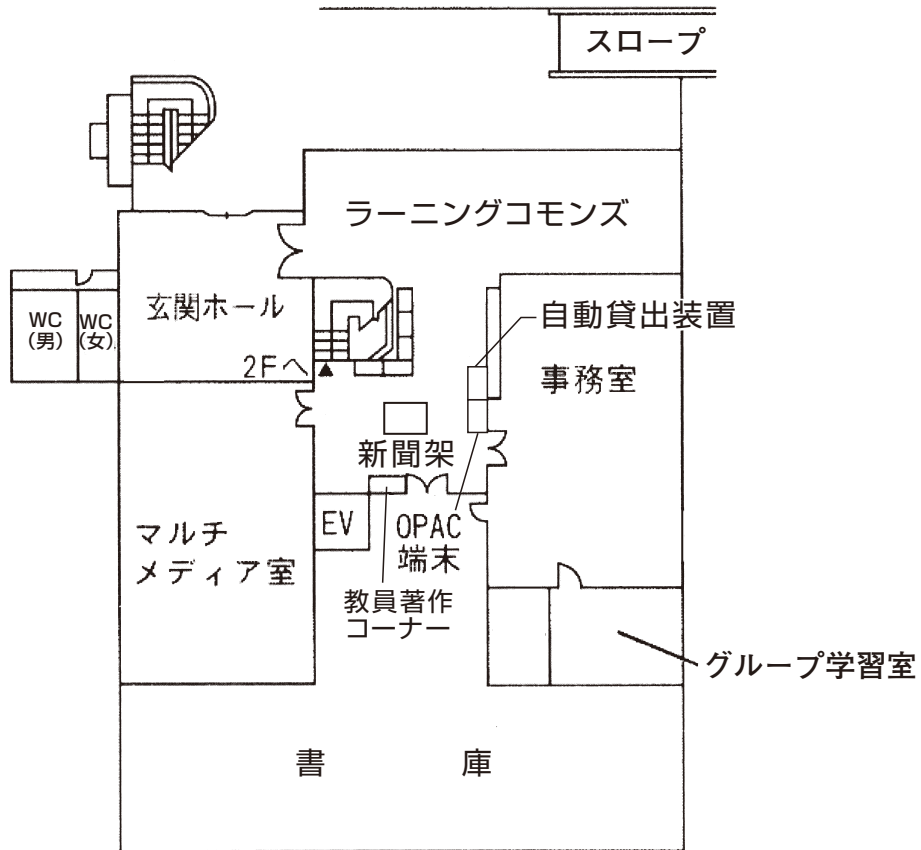 スロープ
ラーニングコモンズ
玄関ホール
WC
(男)
WC
(女)
2Fへ
自動貸出装置
事務室
新聞架
マルチ
メディア室
EV
OPAC
端末
教員著作
コーナー
グループ学習室
書 庫